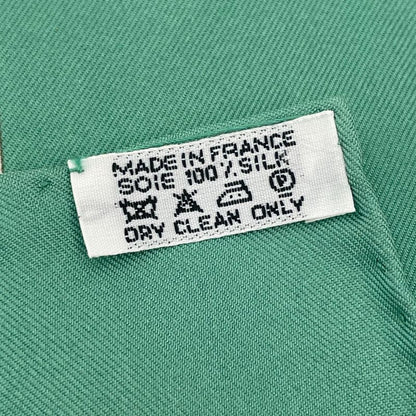 MADE IN FRANCE
SOIE 100% SILK
P
DRY CLEAN ONLY